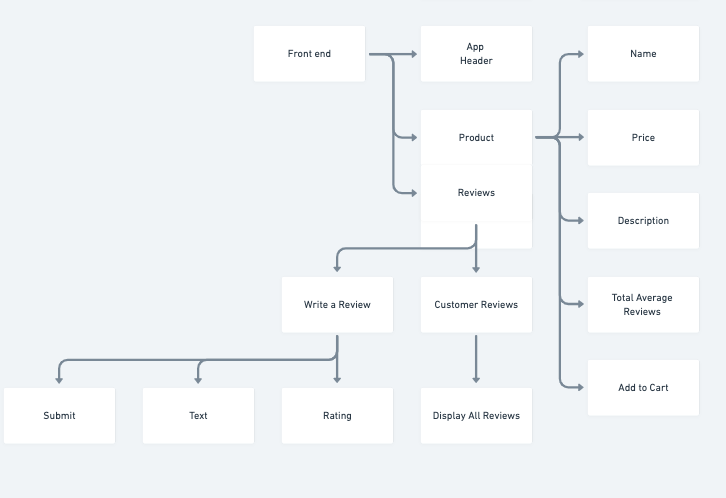 Front end
App
Header
Name
Product
Price
Reviews
Description
Write a Review
Customer Reviews
Total Average
Reviews
Add to Cart
Submit
Text
Rating
Display All Reviews